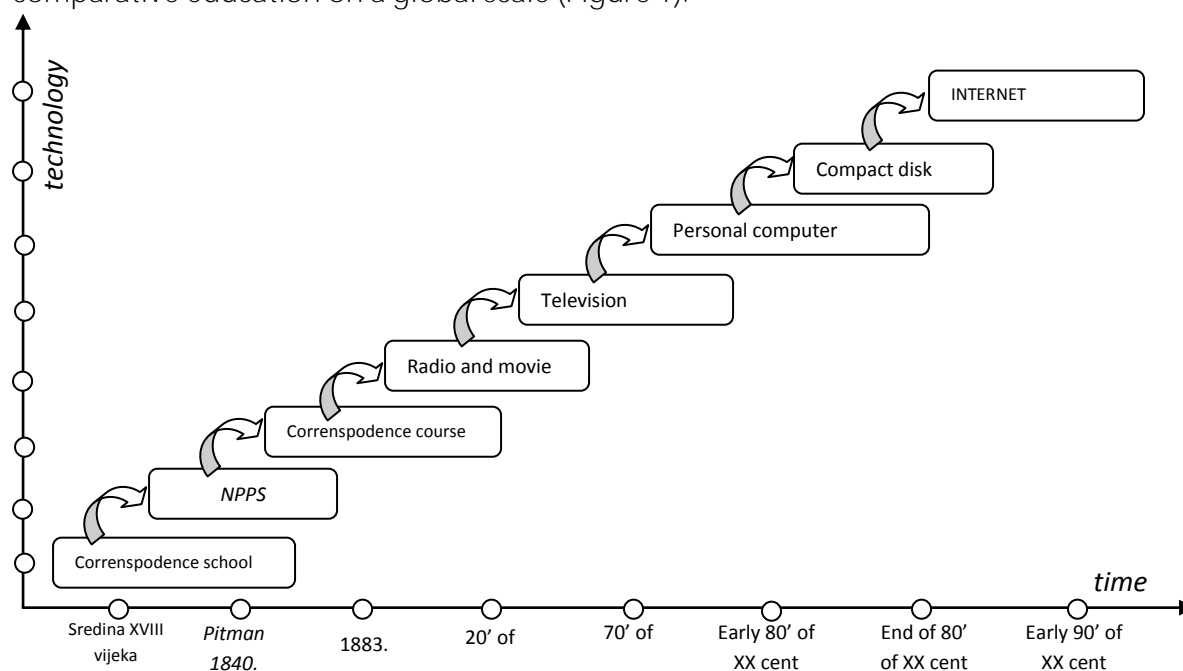 comparative education on a global scale (Figure 1).
technology
INTERNET
Compact disk
Personal computer
Television
Radio and movie
Correnspodence course
NPPS
Correnspodence school
time
Sredina XVIII
vijeka
Pitman
1840.
1883.
20' of
70' of
Early 80' of
XX cent
End of 80'
of XX cent
Early 90' of
XX cent